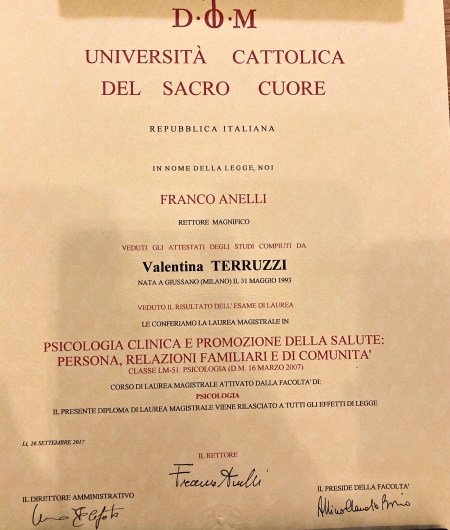 D·O·M
UNIVERSITÀ CATTOLICA
DEL SACRO CUORE
REPUBBLICA ITALIANA
IN NOME DELLA LEGGE, NOI
FRANCO ANELLI
RETTORE MAGNIFICO
VEDUTI GLI ATTESTATI DEGLI STUDI COMPIUTI DA
Valentina TERRUZZI
NATA A GIUSSANO (MILANO) IL 31 MAGGIO 1993
VEDUTO IL RISULTATO DELL'ESAME DI LAUREA
LE CONFERIAMO LA LAUREA MAGISTRALE IN
PSICOLOGIA CLINICA E PROMOZIONE DELLA SALUTE:
PERSONA, RELAZIONI FAMILIARI E DI COMUNITA'
CLASSE LM-51 PSICOLOGIA (D.M. 16 MARZO 2007)
CORSO DI LAUREA MAGISTRALE ATTIVATO DALLA FACOLTA' DI:
PSICOLOGIA
IL PRESENTE DIPLOMA DI LAUREA MAGISTRALE VIENE RILASCIATO A TUTTI GLI EFFETTI DI LEGGE
Lì, 26 SETTEMBRE 2017
IL RETTORE
Franco Anelli
IL DIRETTORE AMMINISTRATIVO
IL PRESIDE DELLA FACOLTA'